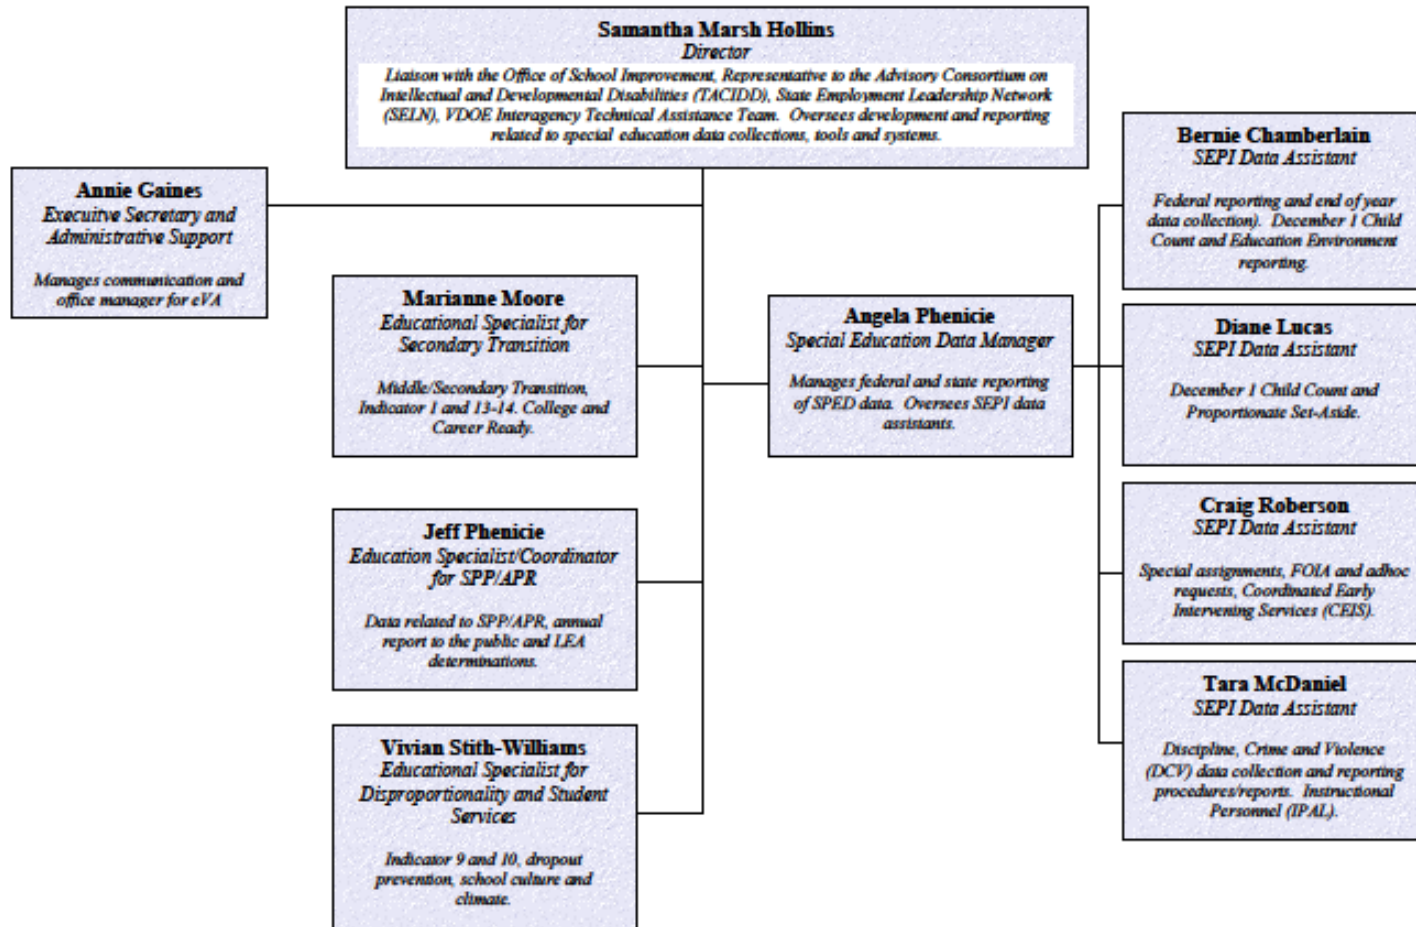 Samantha Marsh Hollins
Director
Liaison with the Office of School Improvement, Representative to the Advisory Consortium on
Intellectual and Developmental Disabilities (TACIDD), State Employment Leadership Network
(SELN), VDOE Interagency Technical Assistance Team. Oversees development and reporting
related to special education data collections, tools and systems.
Annie Gaines
Execuitve Secretary and
Administrative Support
Manages communication and
office manager for eVA
Marianne Moore
Educational Specialist for
Secondary Transition
Middle/Secondary Transition,
Indicator 1 and 13-14. College and
Career Ready.
Jeff Phenicie
Education Specialist/Coordinator
for SPP/APR
Data related to SPP/APR, annual
report to the public and LEA
determinations.
Vivian Stith-Williams
Educational Specialist for
Disproportionality and Student
Services
Indicator 9 and 10, dropout
prevention, school culture and
climate.
Angela Phenicie
Special Education Data Manager
Manages federal and state reporting
of SPED data. Oversees SEPI data
assistants.
Bernie Chamberlain
SEPI Data Assistant
Federal reporting and end of year
data collection). December 1 Child
Count and Education Environment
reporting.
Diane Lucas
SEPI Data Assistant
December 1 Child Count and
Proportionate Set-Aside.
Craig Roberson
SEPI Data Assistant
Special assignments, FOIA and adhoc
requests, Coordinated Early
Intervening Services (CEIS).
Tara McDaniel
SEPI Data Assistant
Discipline, Crime and Violence
(DCV) data collection and reporting
procedures/reports. Instructional
Personnel (IPAL).